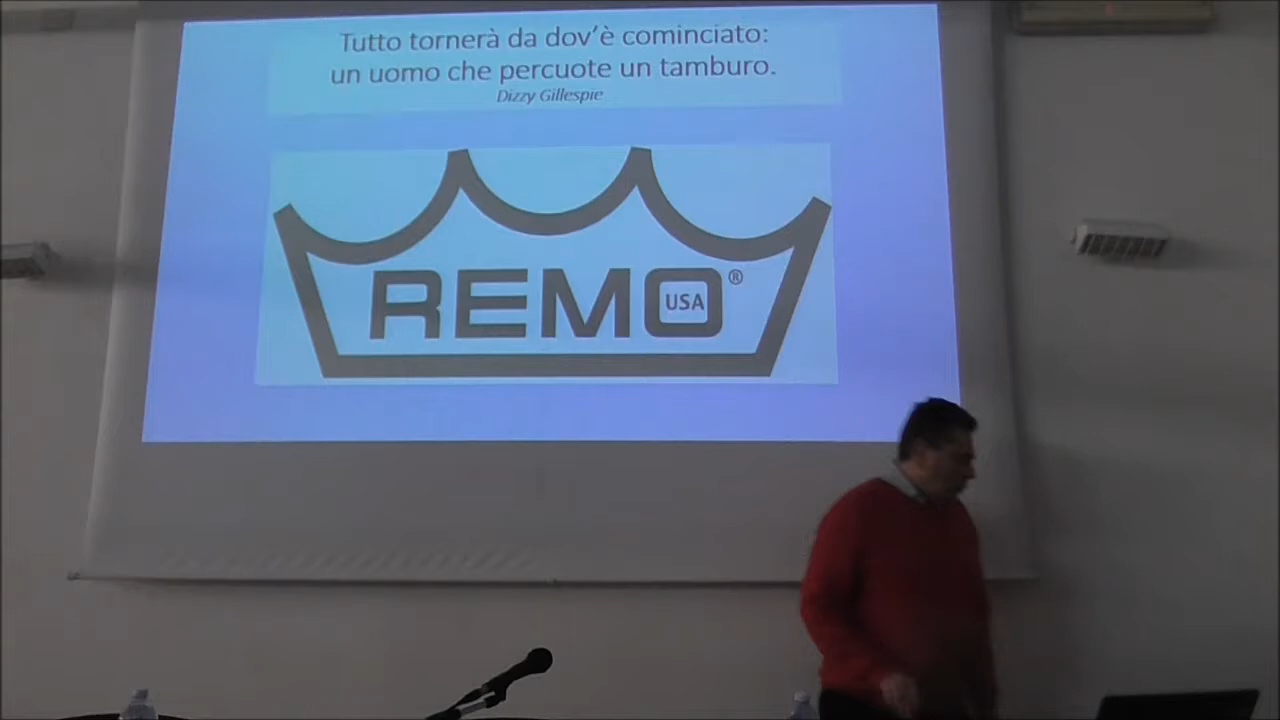 Tutto tornerà da dov'è cominciato:
un uomo che percuote un tamburo.
Dizzy Gillespie
REMO®
USA